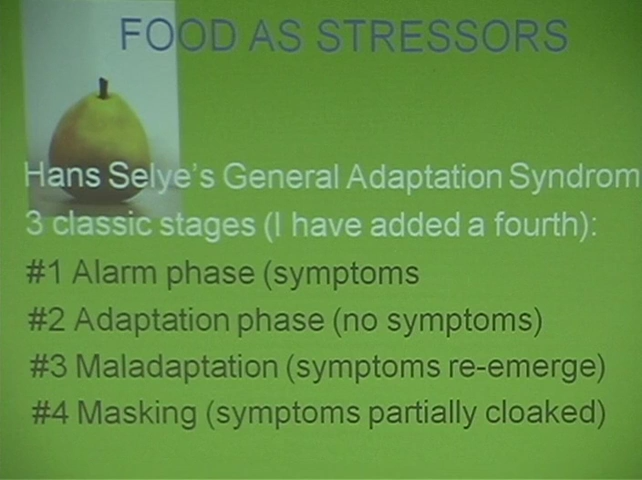 FOOD AS STRESSORS
Hans Selye's General Adaptation Syndrom
3 classic stages (I have added a fourth):
#1 Alarm phase (symptoms
#2 Adaptation phase (no symptoms)
#3 Maladaptation (symptoms re-emerge)
#4 Masking (symptoms partially cloaked)